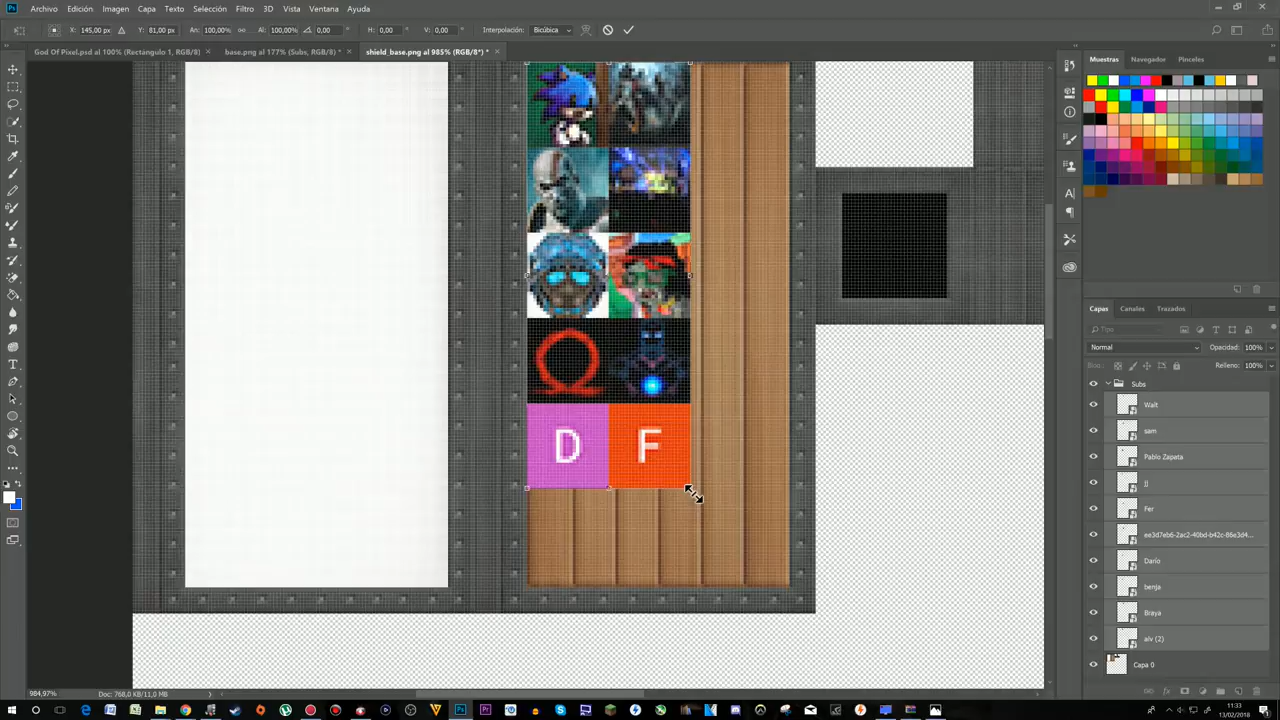 Archivo Edición Imagen Capa Texto Selección Filtro 3D Vista Ventana Ayuda
X: 145,00 px Y: 81,00 px An: 100,00% Al: 100,00% 0,00 H: 0,00 V: 0,00 Interpolación: Bicúbica
God Of Pixel.psd al 100% (Rectángulo 1, RGB/8) × base.png al 177% (Subs, RGB/8) * × shield_base.png al 985% (RGB/8*) * ×
Muestras Navegador Pinceles
D F
Capas Canales Trazados
Tipo
Normal Opacidad: 100%
Relleno: 100%
Subs
Walt
sam
Pablo Zapata
Fer
ee3d7eb6-2ac2-40bd-b42c-86e3d4...
Darío
benja
Braya
Capa 0
984,97% Doc: 768,0 KB/11,0 MB
11:33
13/02/2018